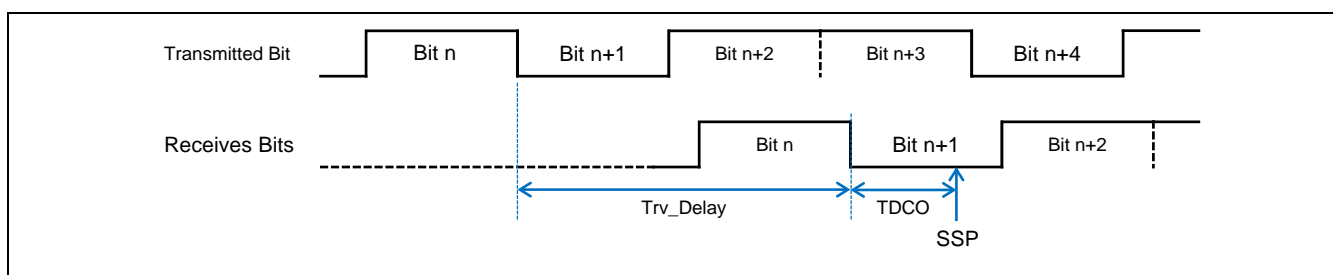 Transmitted Bit Bit n Bit n+1 Bit n+2 Bit n+3 Bit n+4
Receives Bits Bit n Bit n+1 Bit n+2
Trv_Delay TDCO
SSP